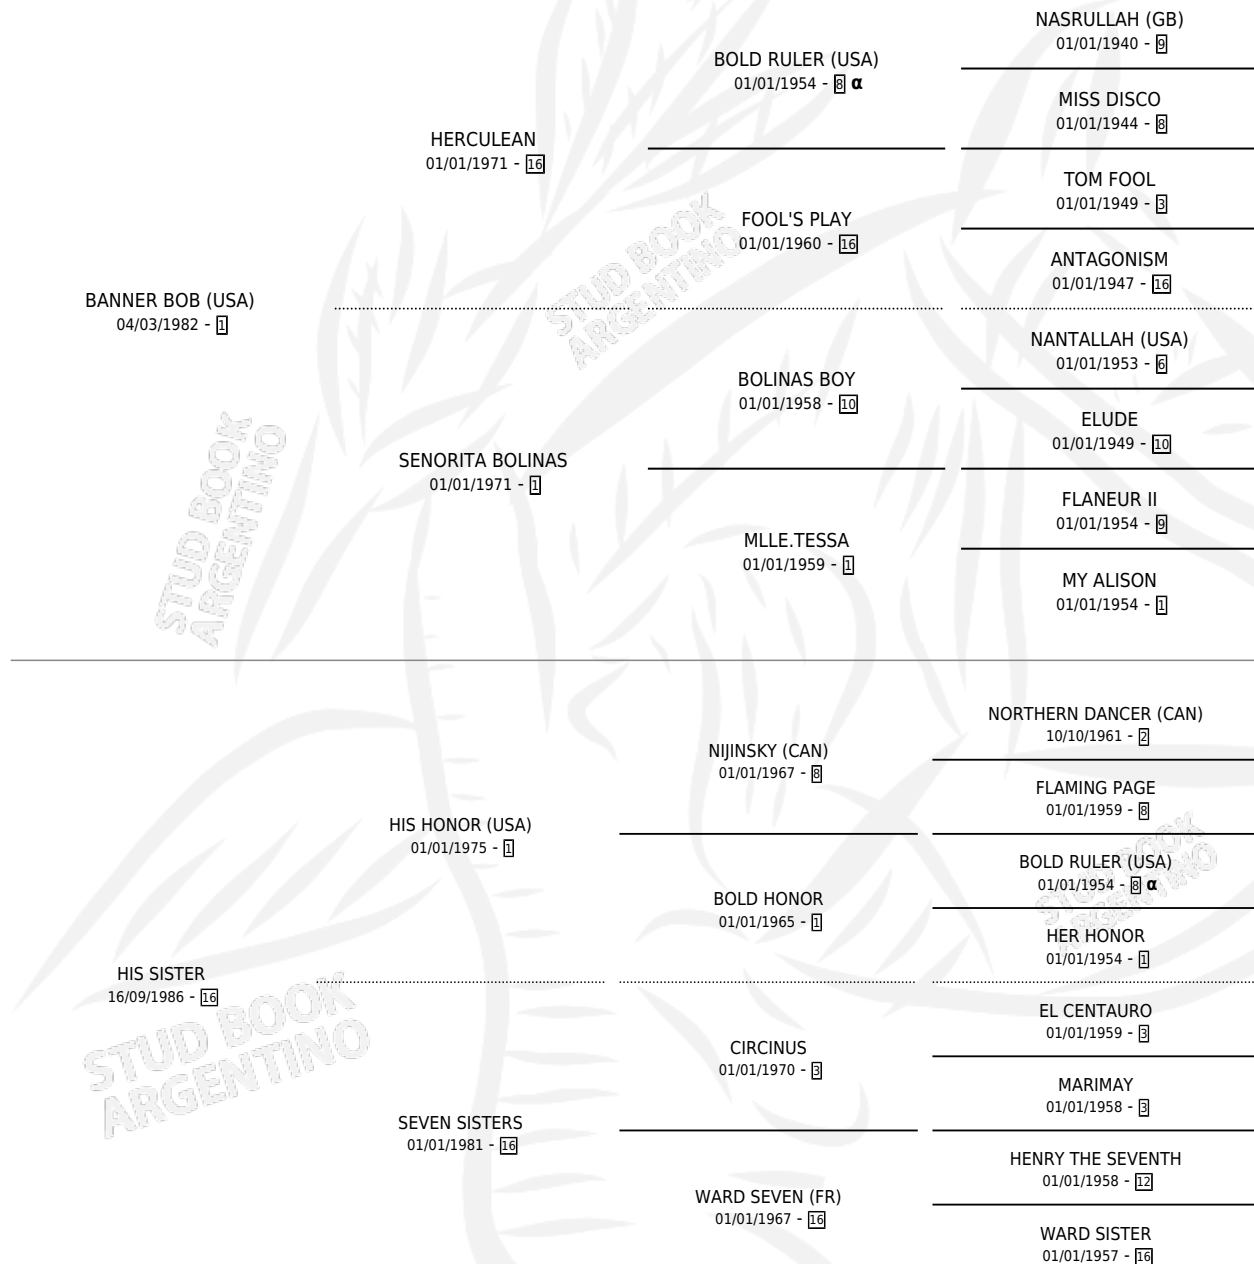 NASRULLAH (GB)
01/01/1940 - 9
BOLD RULER (USA)
01/01/1954 - 8 α
MISS DISCO
01/01/1944 - 8
HERCULEAN
01/01/1971 - 16
TOM FOOL
01/01/1949 - 3
FOOL'S PLAY
01/01/1960 - 16
ANTAGONISM
01/01/1947 - 16
BANNER BOB (USA)
04/03/1982 - 1
NANTALLAH (USA)
01/01/1953 - 6
BOLINAS BOY
01/01/1958 - 10
ELUDE
01/01/1949 - 10
SENORITA BOLINAS
01/01/1971 - 1
FLANEUR II
01/01/1954 - 9
MLLE.TESSA
01/01/1959 - 1
MY ALISON
01/01/1954 - 1
NORTHERN DANCER (CAN)
10/10/1961 - 2
NIJINSKY (CAN)
01/01/1967 - 8
FLAMING PAGE
01/01/1959 - 8
HIS HONOR (USA)
01/01/1975 - 1
BOLD RULER (USA)
01/01/1954 - 8 α
BOLD HONOR
01/01/1965 - 1
HER HONOR
01/01/1954 - 1
HIS SISTER
16/09/1986 - 16
EL CENTAURO
01/01/1959 - 3
CIRCINUS
01/01/1970 - 3
MARIMAY
01/01/1958 - 3
SEVEN SISTERS
01/01/1981 - 16
HENRY THE SEVENTH
01/01/1958 - 12
WARD SEVEN (FR)
01/01/1967 - 16
WARD SISTER
01/01/1957 - 16
STUD BOOK
ARGENTINO
STUD BOOK
ARGENTINO
STUD BOOK
ARGENTINO
STUD BOOK
ARGENTINO